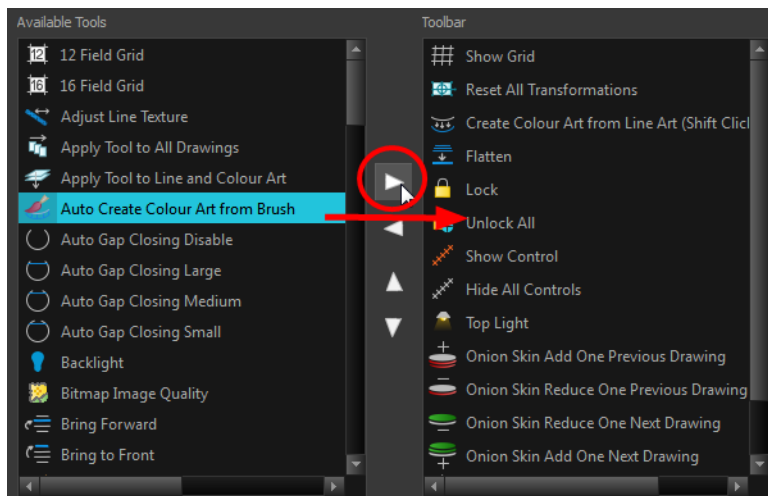 Available Tools
12 12 Field Grid
16 16 Field Grid
Adjust Line Texture
Apply Tool to All Drawings
Apply Tool to Line and Colour Art
Auto Create Colour Art from Brush
Auto Gap Closing Disable
Auto Gap Closing Large
Auto Gap Closing Medium
Auto Gap Closing Small
Backlight
Bitmap Image Quality
Bring Forward
Bring to Front
Toolbar
Show Grid
Reset All Transformations
Create Colour Art from Line Art (Shift Clic
Flatten
Lock
Unlock All
Show Control
Hide All Controls
Top Light
Onion Skin Add One Previous Drawing
Onion Skin Reduce One Previous Drawing
Onion Skin Reduce One Next Drawing
Onion Skin Add One Next Drawing